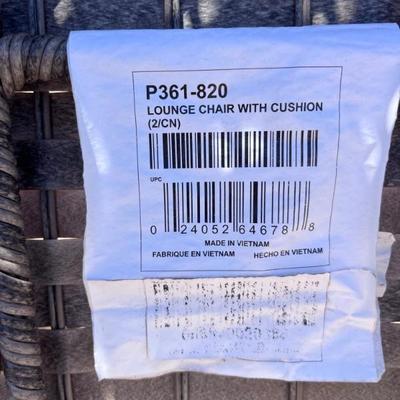 P361-820
LOUNGE CHAIR WITH CUSHION
(2/CN)
UPC
0 24052 64678 8
MADE IN VIETNAM
FABRIQUE EN VIETNAM HECHO EN VIETNAM